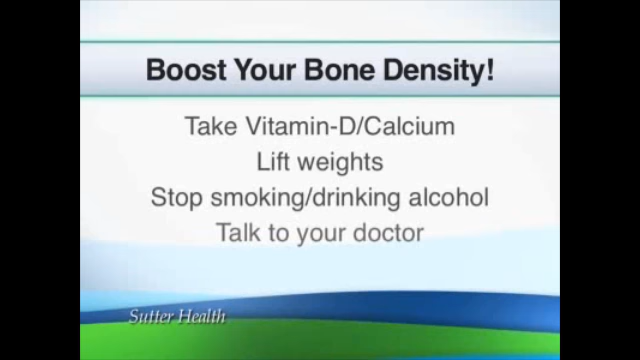 Boost Your Bone Density!
Take Vitamin-D/Calcium
Lift weights
Stop smoking/drinking alcohol
Talk to your doctor
Sutter Health